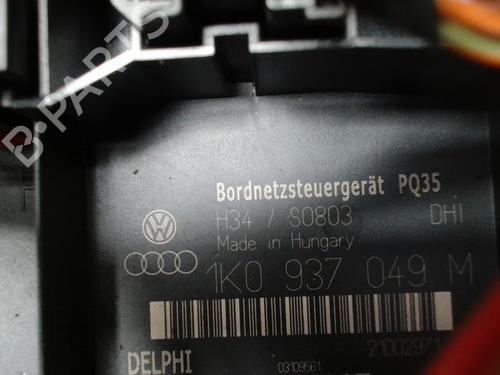 B-PARTS
Bordnetzsteuergerät PQ35
H34 / S0803 DHI
Made in Hungary
1K0 937 049 M
21002971
DELPHI
03109561